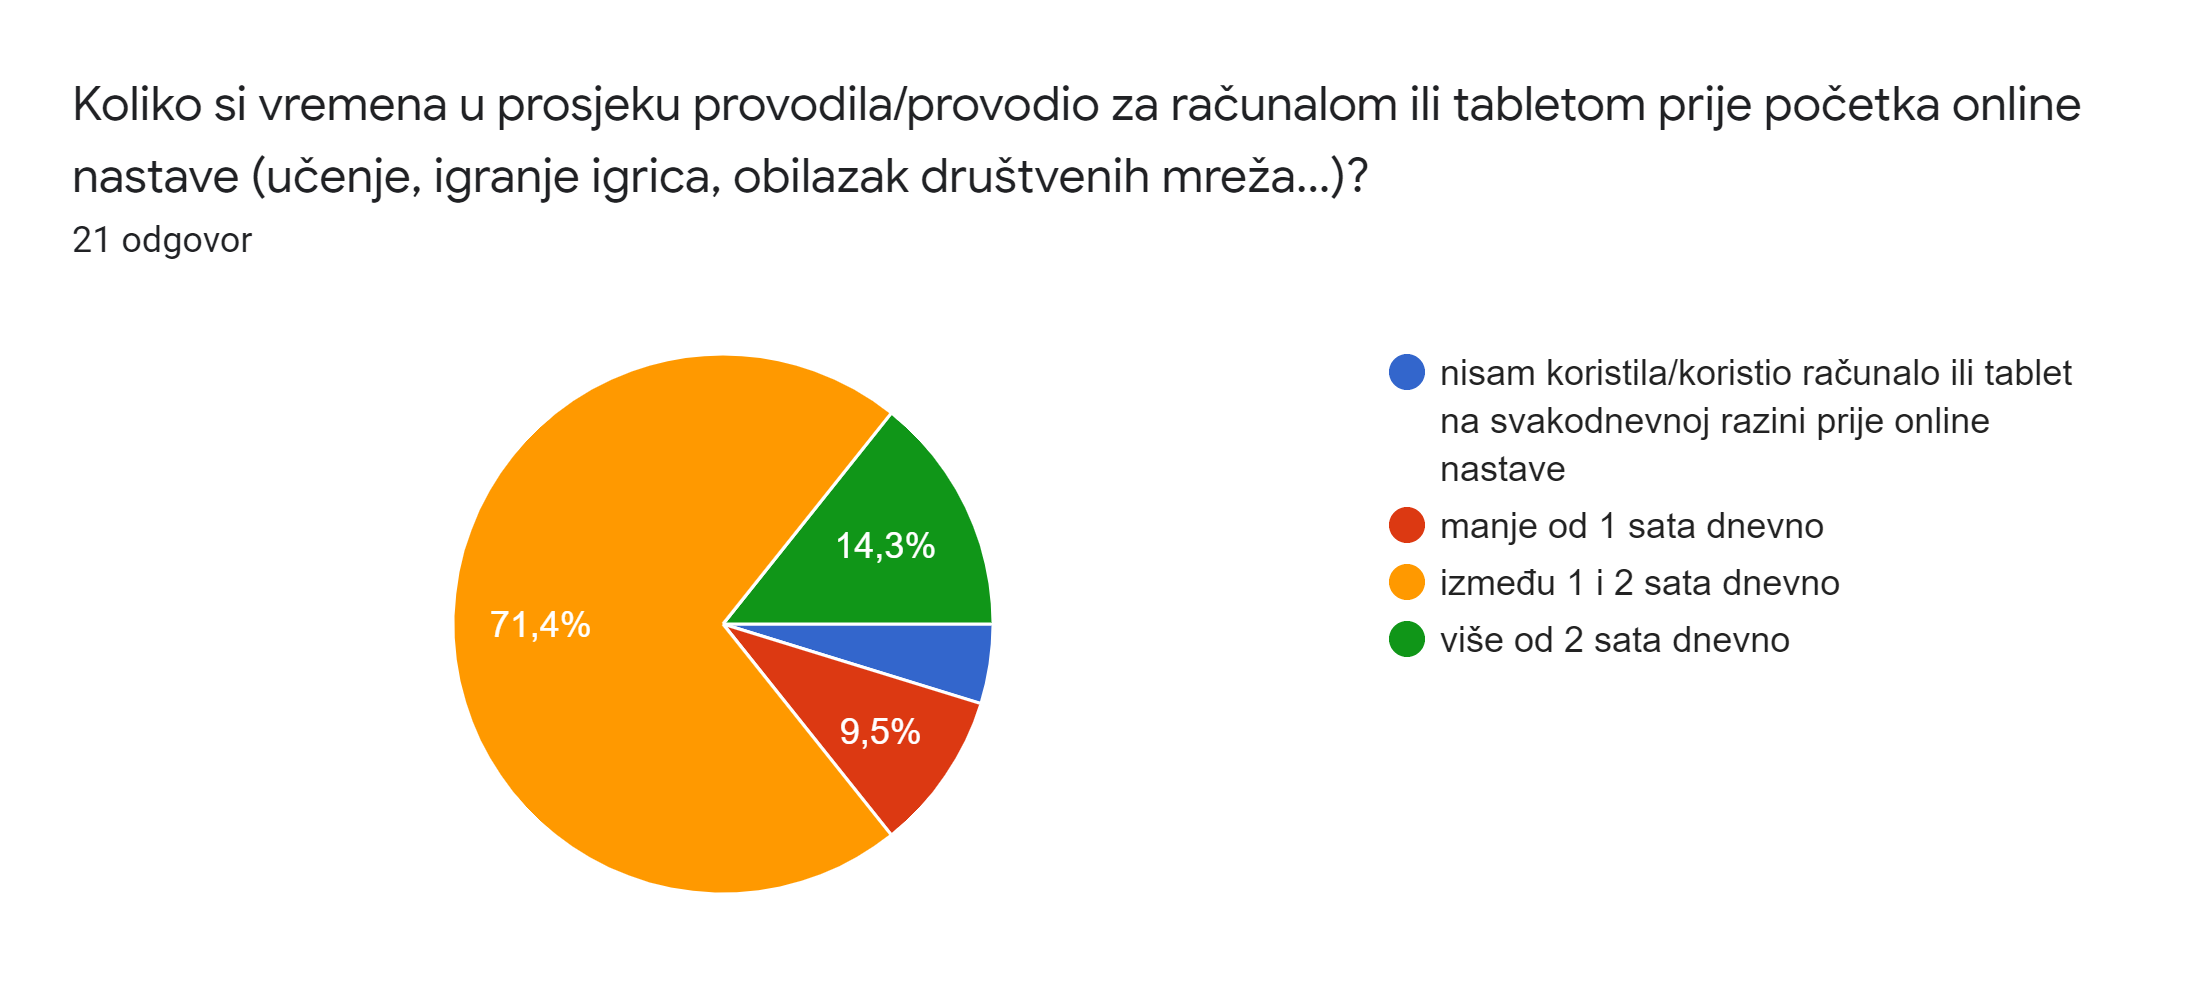 Koliko si vremena u prosjeku provodila/provodio za računalom ili tabletom prije početka online
nastave (učenje, igranje igrica, obilazak društvenih mreža...)?
21 odgovor
nisam koristila/koristio računalo ili tablet
na svakodnevnoj razini prije online
nastave
manje od 1 sata dnevno
između 1 i 2 sata dnevno
više od 2 sata dnevno
14,3%
71,4%
9,5%